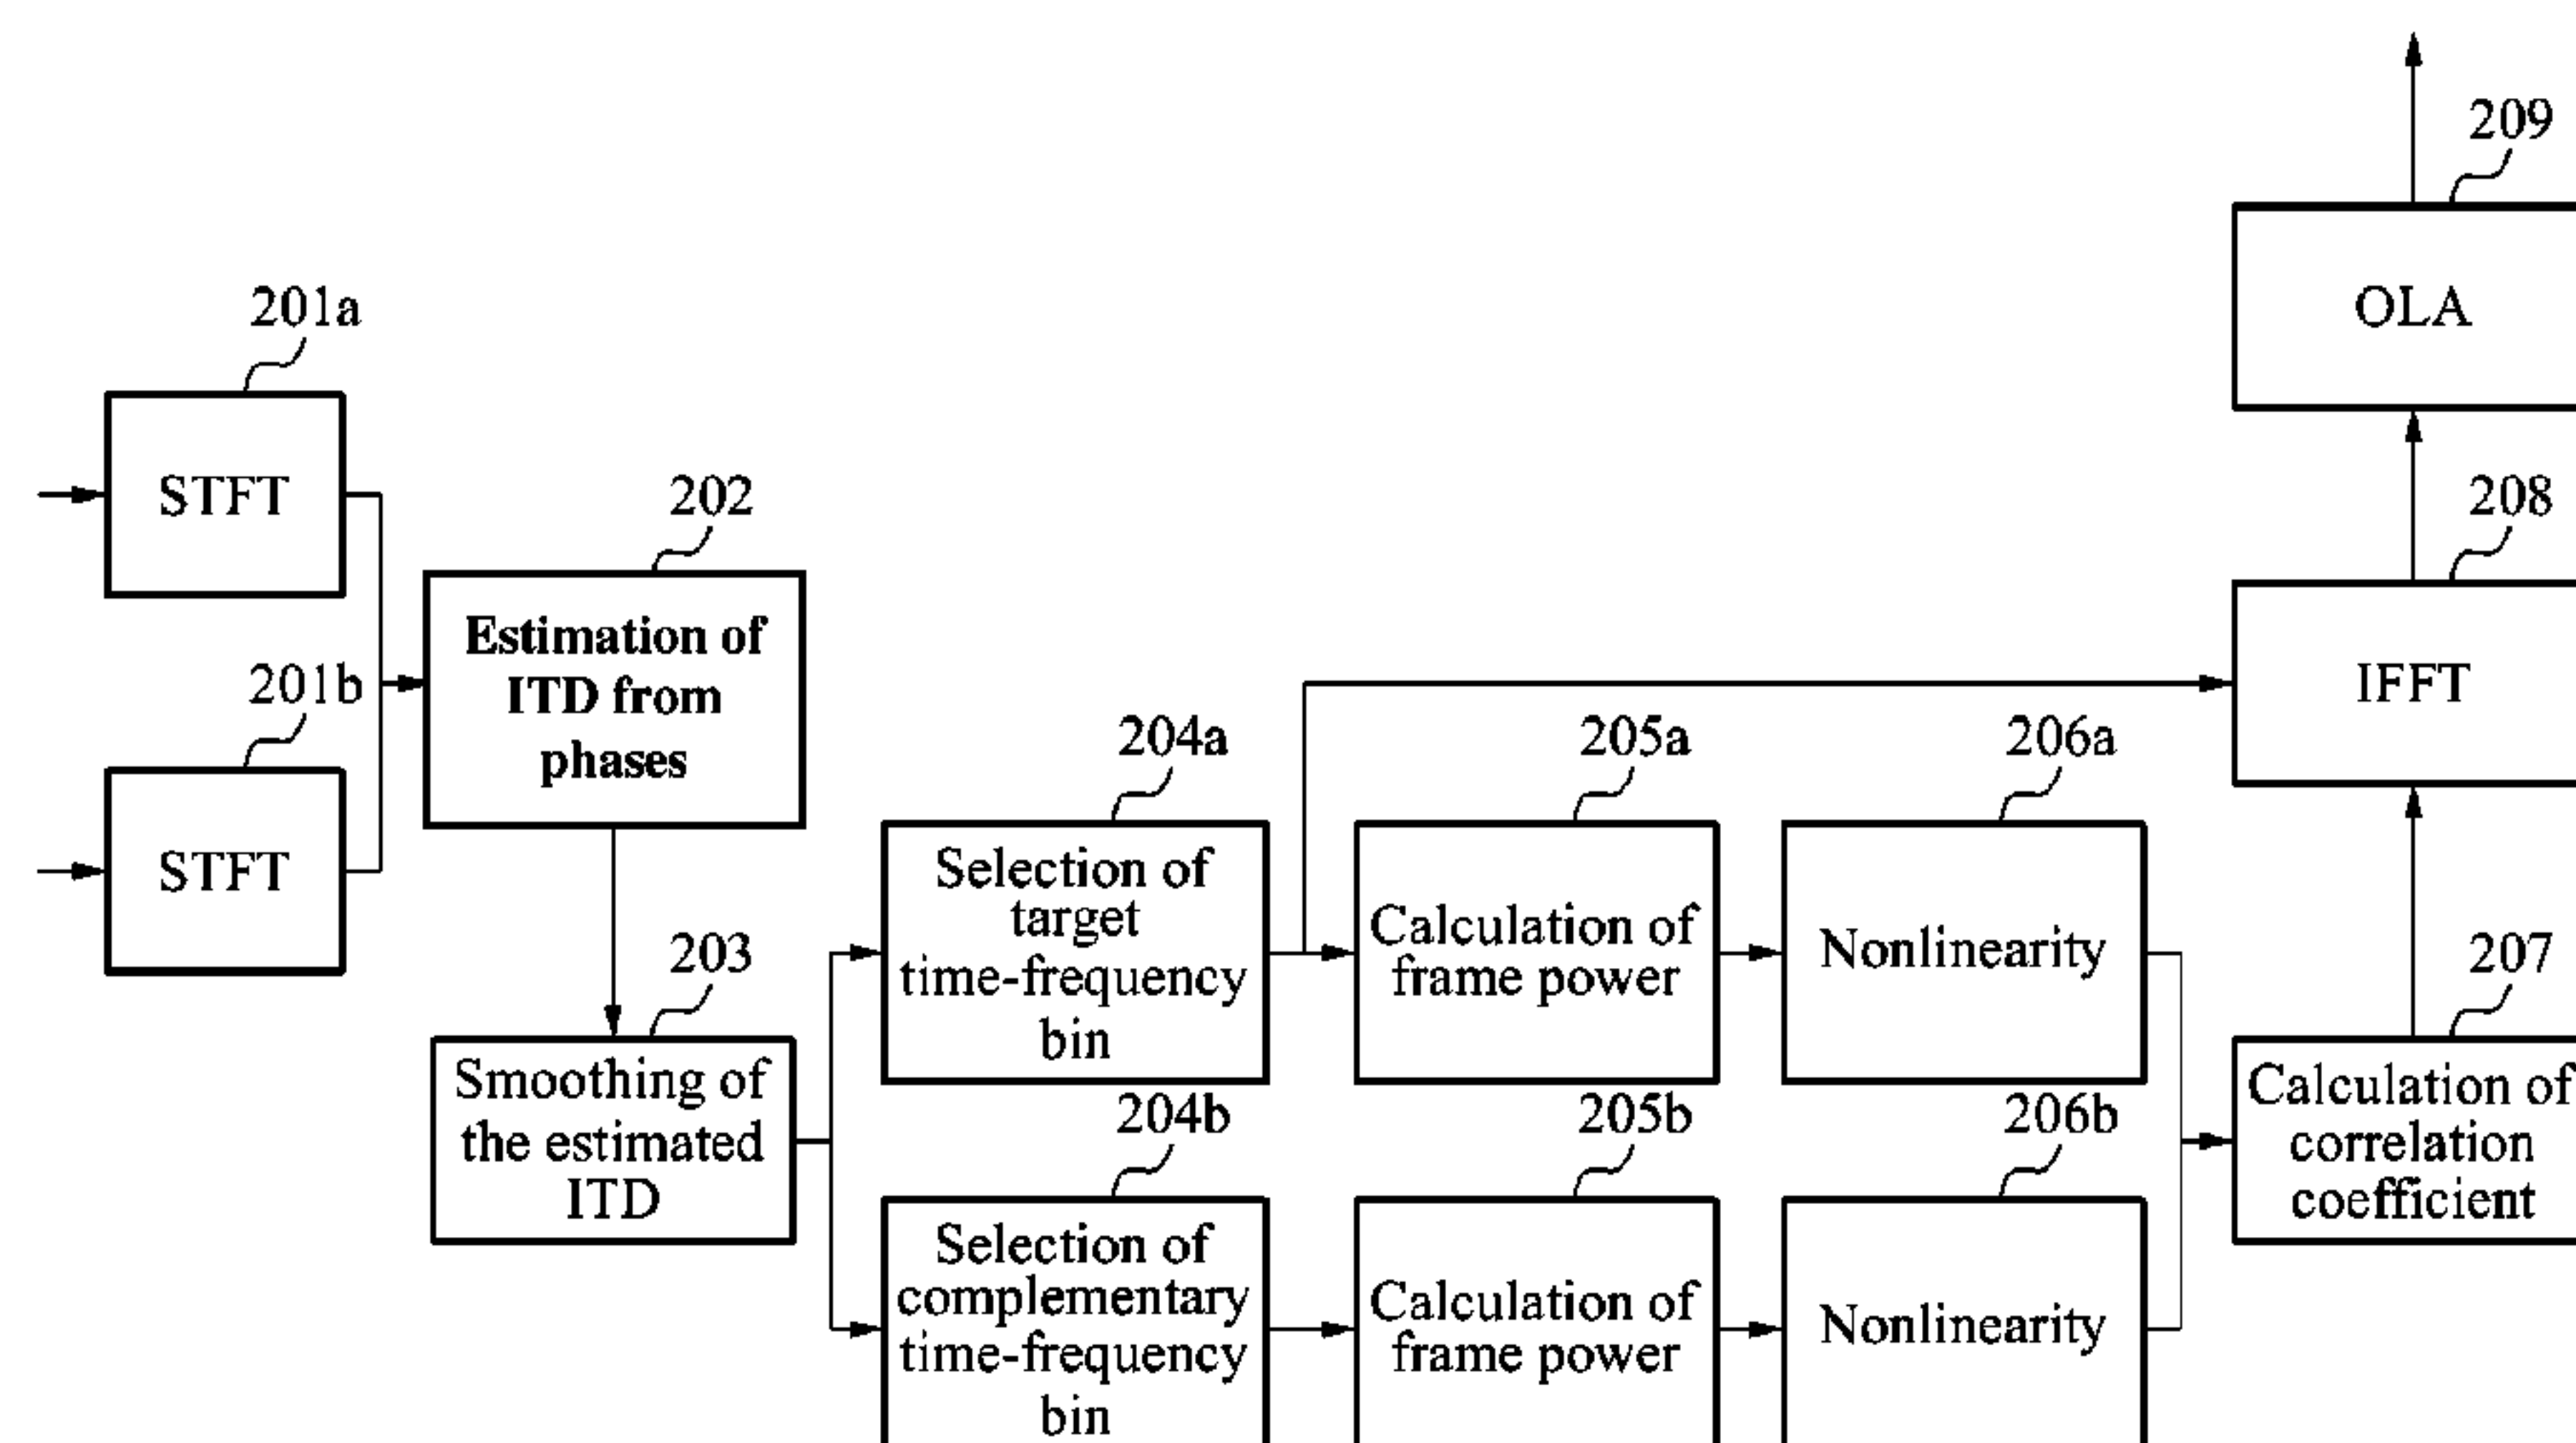 209
OLA
201a
STFT
202
208
Estimation of
ITD from
phases
201b
STFT
IFFT
204a
205a
206a
Selection of
target
time-frequency
bin
Calculation of
frame power
Nonlinearity
203
207
Smoothing of
the estimated
ITD
204b
205b
206b
Calculation of
correlation
coefficient
Selection of
complementary
time-frequency
bin
Calculation of
frame power
Nonlinearity